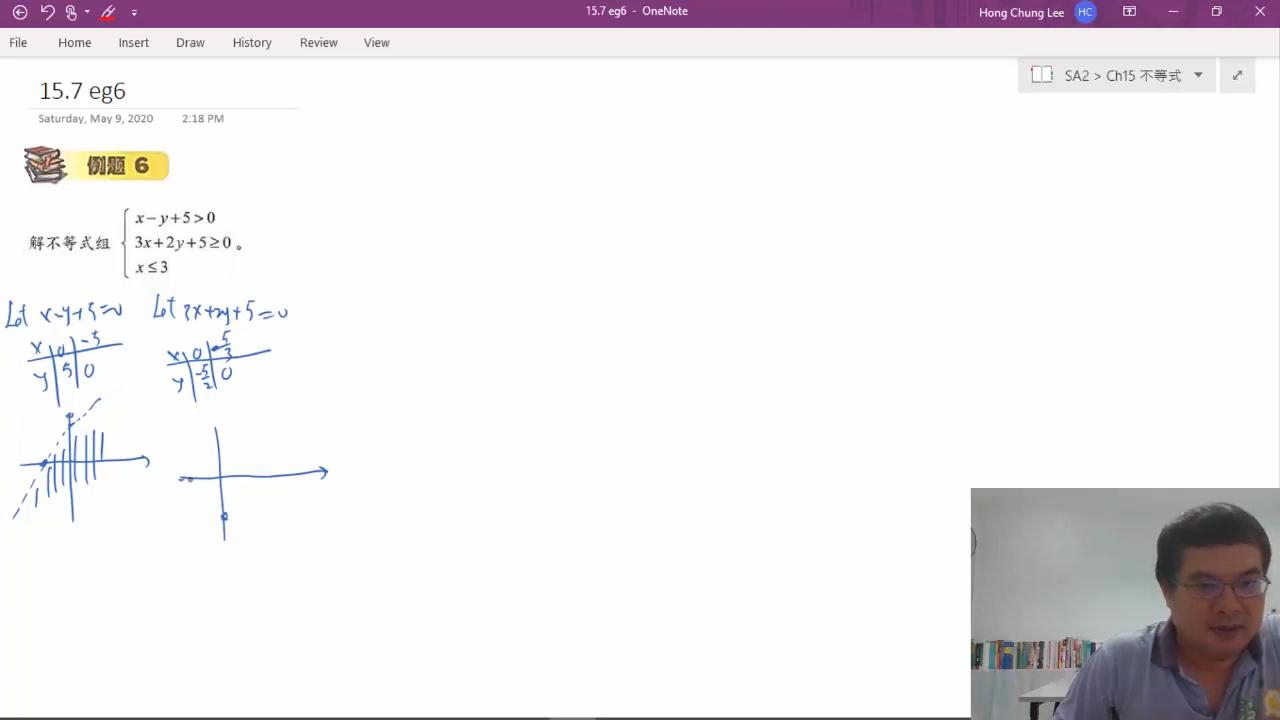 15.7 eg6 - OneNote
Hong Chung Lee HC
File Home Insert Draw History Review View
SA2 > Ch15 不等式
15.7 eg6
Saturday, May 9, 2020 2:18 PM
例题 6
x-y+5>0
解不等式组 3x+2y+5≥0。
x≤3
Let x-y+5=0 Let 3x+2y+5=0
x 0 -5
y 5 0
x 0 -5/3
y -5/2 0